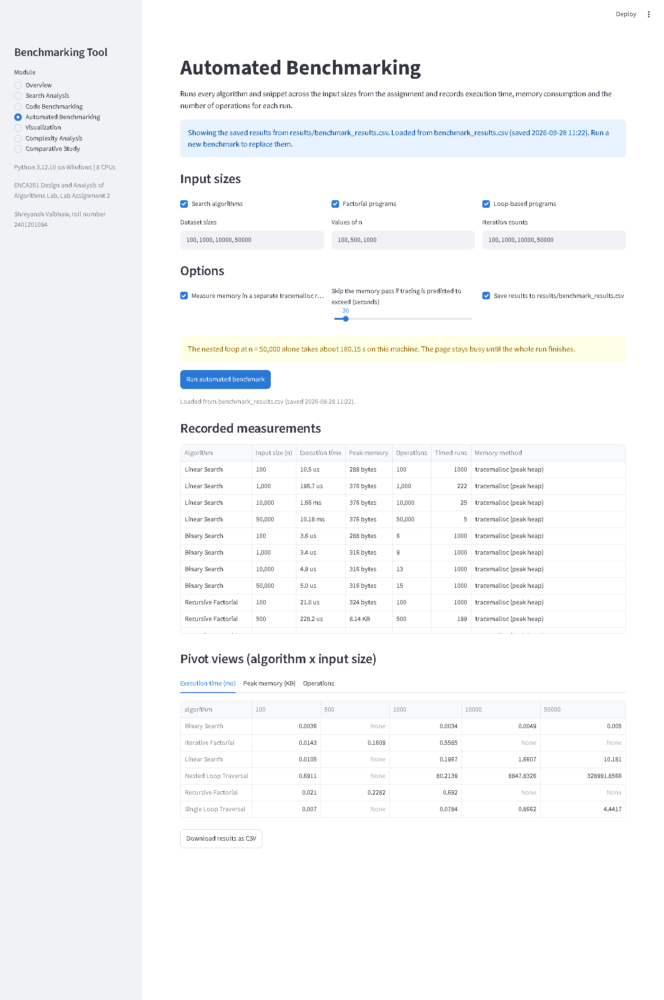 Deploy
Benchmarking Tool
Module
Overview
Search Analysis
Code Benchmarking
Automated Benchmarking
Visualization
Complexity Analysis
Comparative Study
Python 3.12.10 on Windows | 8 CPUs
ENCA351 Design and Analysis of
Algorithms Lab, Lab Assignment 2
Shreyansh Vaibhaw, roll number
2401201094
Automated Benchmarking
Runs every algorithm and snippet across the input sizes from the assignment and records execution time, memory consumption and the
number of operations for each run.
Showing the saved results from results/benchmark_results.csv. Loaded from benchmark_results.csv (saved 2026-09-28 11:22). Run a
new benchmark to replace them.
Input sizes
Search algorithms Factorial programs Loop-based programs
Dataset sizes Values of n Iteration counts
100, 1000, 10000, 50000 100, 500, 1000 100, 1000, 10000, 50000
Options
Measure memory in a separate tracemalloc r...
Skip the memory pass if tracing is predicted to
exceed (seconds)
30
Save results to results/benchmark_results.csv
The nested loop at n = 50,000 alone takes about 180.15 s on this machine. The page stays busy until the whole run finishes.
Run automated benchmark
Loaded from benchmark_results.csv (saved 2026-09-28 11:22).
Recorded measurements
Algorithm Input size (n) Execution time Peak memory Operations Timed runs Memory method
Linear Search 100 10.5 us 288 bytes 100 1000 tracemalloc (peak heap)
Linear Search 1,000 196.7 us 376 bytes 1,000 222 tracemalloc (peak heap)
Linear Search 10,000 1.66 ms 376 bytes 10,000 25 tracemalloc (peak heap)
Linear Search 50,000 10.18 ms 376 bytes 50,000 5 tracemalloc (peak heap)
Binary Search 100 3.6 us 288 bytes 6 1000 tracemalloc (peak heap)
Binary Search 1,000 3.4 us 316 bytes 9 1000 tracemalloc (peak heap)
Binary Search 10,000 4.9 us 316 bytes 13 1000 tracemalloc (peak heap)
Binary Search 50,000 5.0 us 316 bytes 15 1000 tracemalloc (peak heap)
Recursive Factorial 100 21.0 us 324 bytes 100 1000 tracemalloc (peak heap)
Recursive Factorial 500 228.2 us 8.14 KB 500 199 tracemalloc (peak heap)
Pivot views (algorithm x input size)
Execution time (ms) Peak memory (KB) Operations
algorithm 100 500 1000 10000 50000
Binary Search 0.0036 None 0.0034 0.0049 0.005
Iterative Factorial 0.0143 0.1609 0.5585 None None
Linear Search 0.0105 None 0.1967 1.6607 10.181
Nested Loop Traversal 0.6911 None 80.2139 8847.8326 328991.8566
Recursive Factorial 0.021 0.2282 0.692 None None
Single Loop Traversal 0.007 None 0.0784 0.8662 4.4417
Download results as CSV